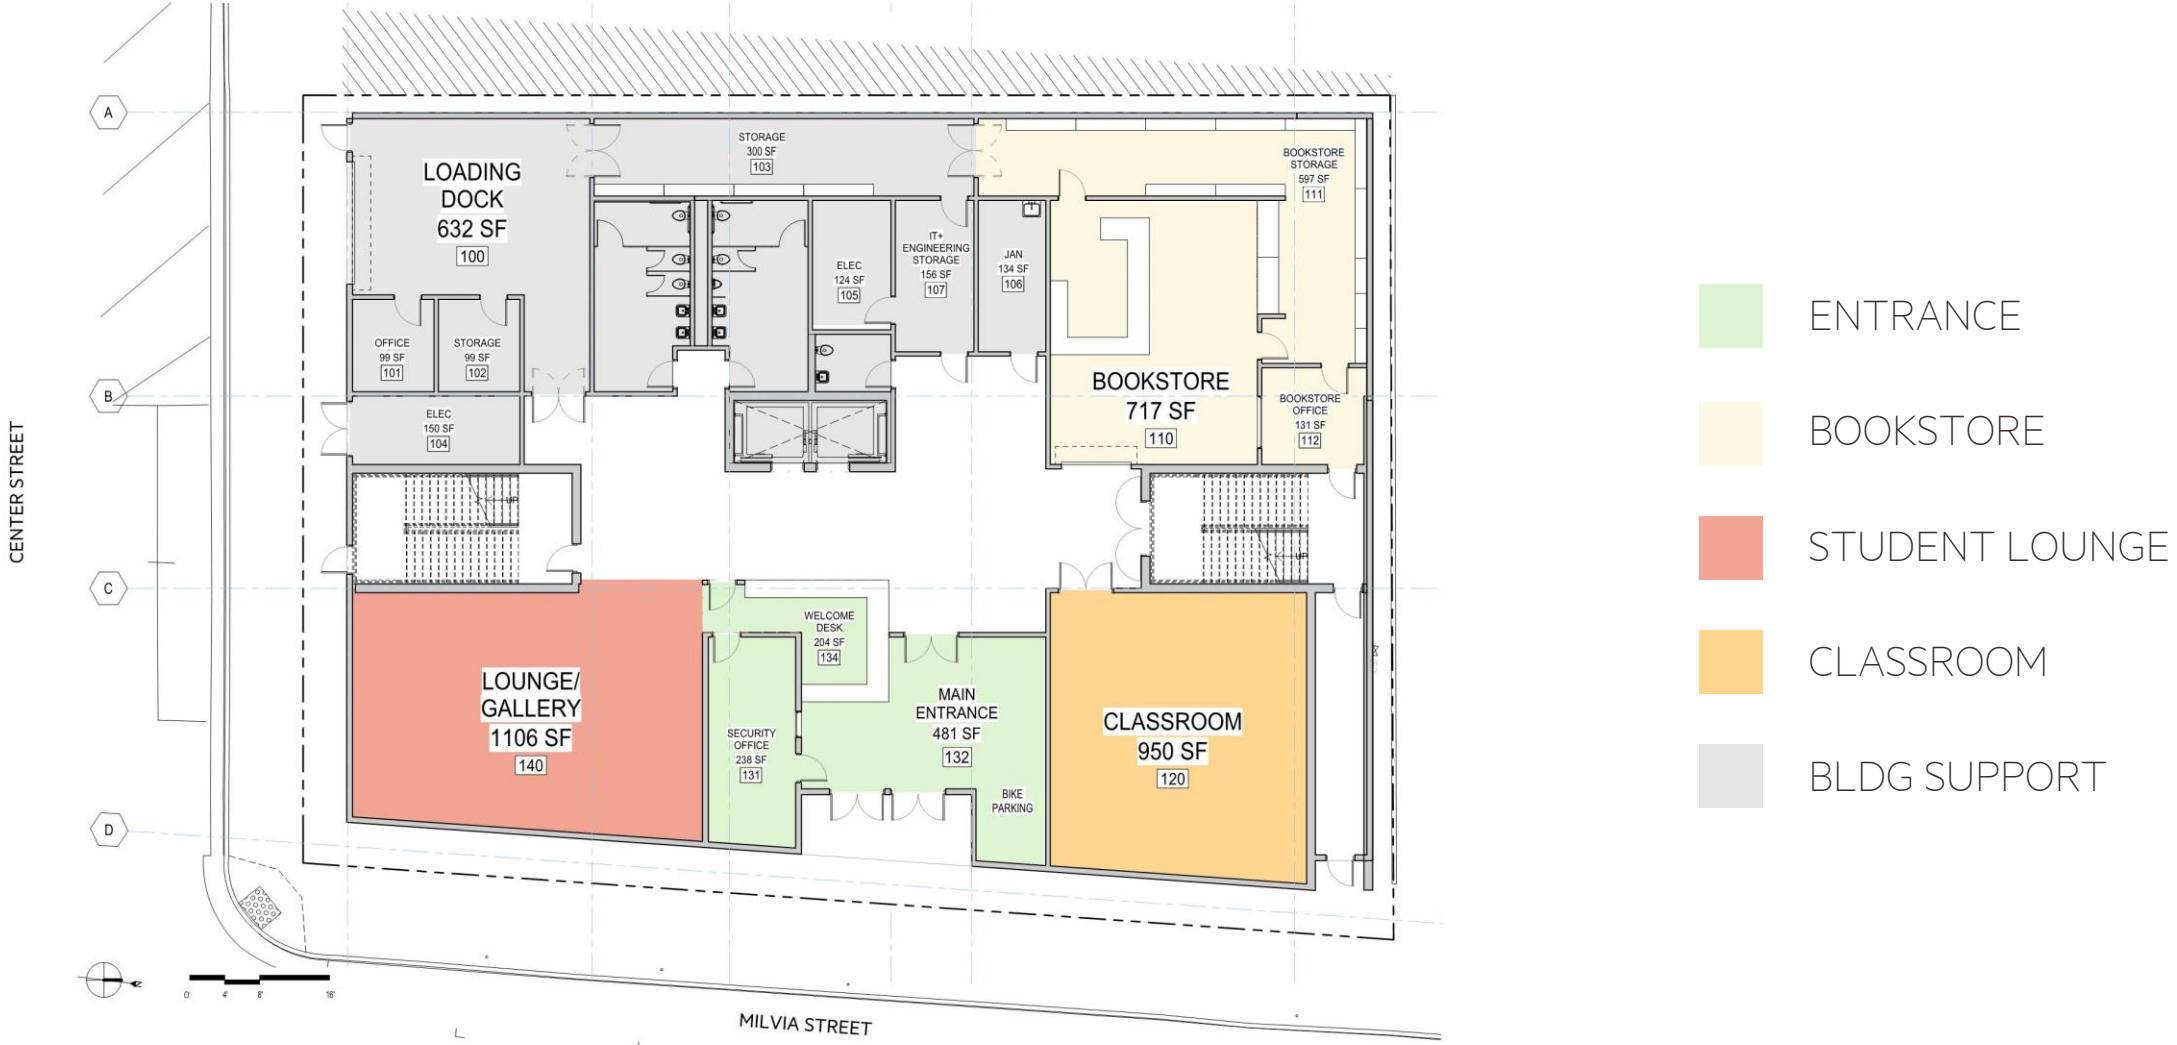 A
B
C
D
CENTER STREET
LOADING
DOCK
632 SF
100
STORAGE
300 SF
103
BOOKSTORE
STORAGE
597 SF
111
ELEC
124 SF
105
IT+
ENGINEERING
STORAGE
156 SF
107
JAN
134 SF
106
OFFICE
99 SF
101
STORAGE
99 SF
102
BOOKSTORE
717 SF
110
BOOKSTORE
OFFICE
131 SF
112
ELEC
150 SF
104
UP
UP
WELCOME
DESK
204 SF
134
LOUNGE/
GALLERY
1106 SF
140
SECURITY
OFFICE
238 SF
131
MAIN
ENTRANCE
481 SF
132
BIKE
PARKING
CLASSROOM
950 SF
120
N
0' 4' 8' 16'
MILVIA STREET
ENTRANCE
BOOKSTORE
STUDENT LOUNGE
CLASSROOM
BLDG SUPPORT